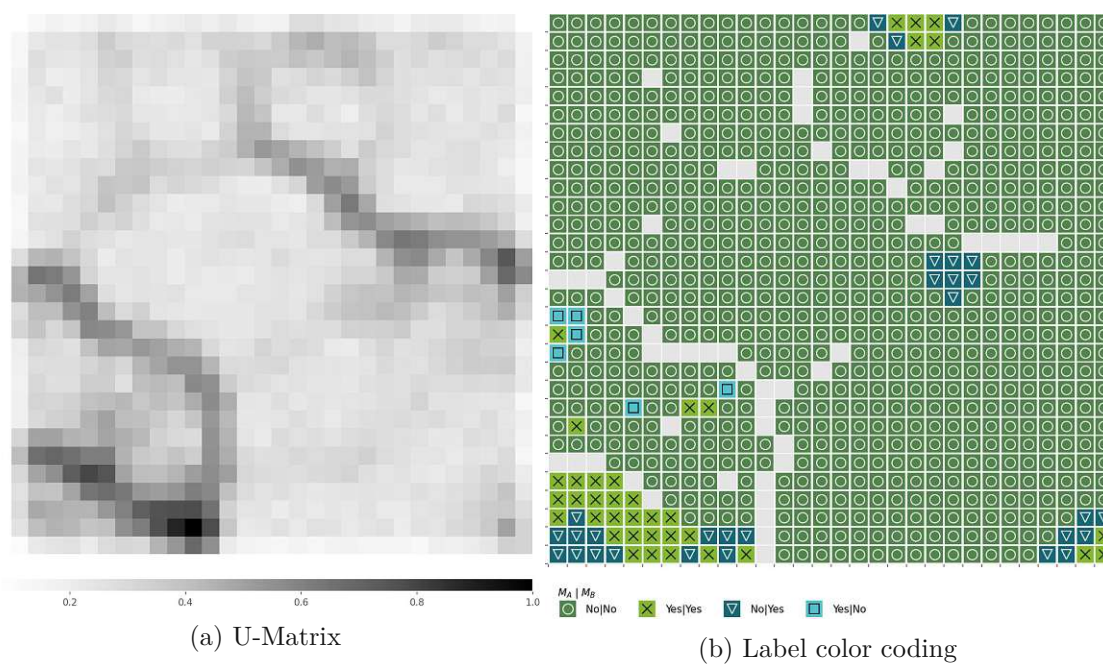 0.2 0.4 0.6 0.8 1.0
(a) U-Matrix
M_A | M_B
No|No Yes|Yes No|Yes Yes|No
(b) Label color coding